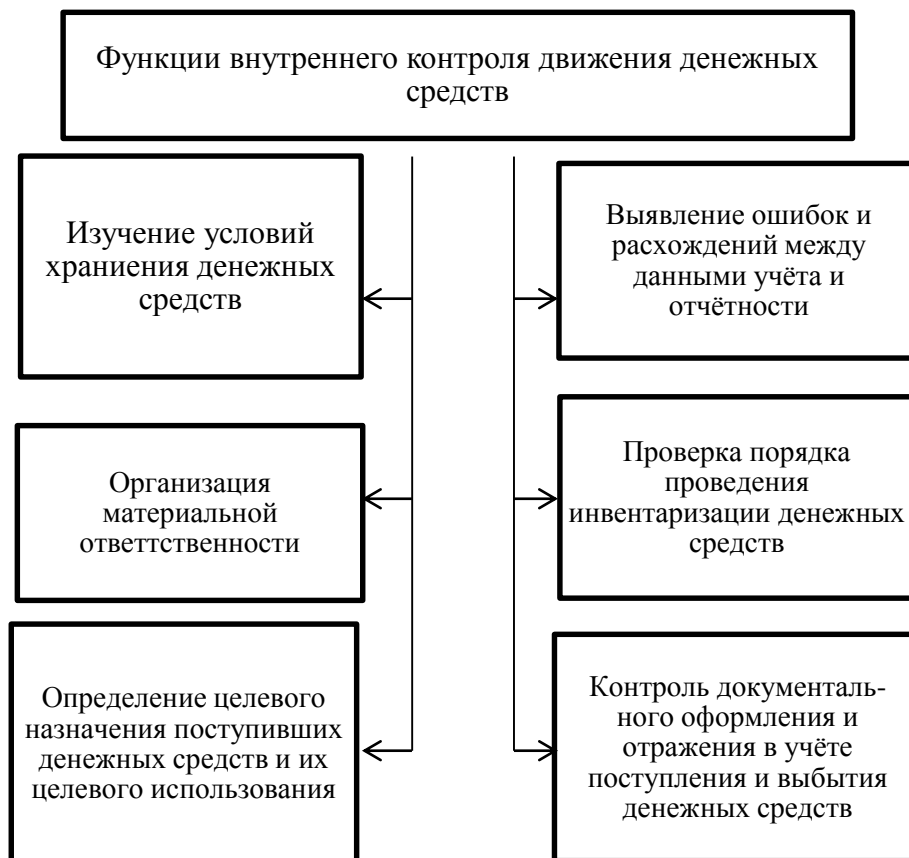 Функции внутреннего контроля движения денежных
средств
Изучение условий
храниения денежных
средств
Выявление ошибок и
расхождений между
данными учёта и
отчётности
Организация
материальной
ответтственности
Проверка порядка
проведения
инвентаризации денежных
средств
Определение целевого
назначения поступивших
денежных средств и их
целевого использования
Контроль документаль-
ного оформления и
отражения в учёте
поступления и выбытия
денежных средств